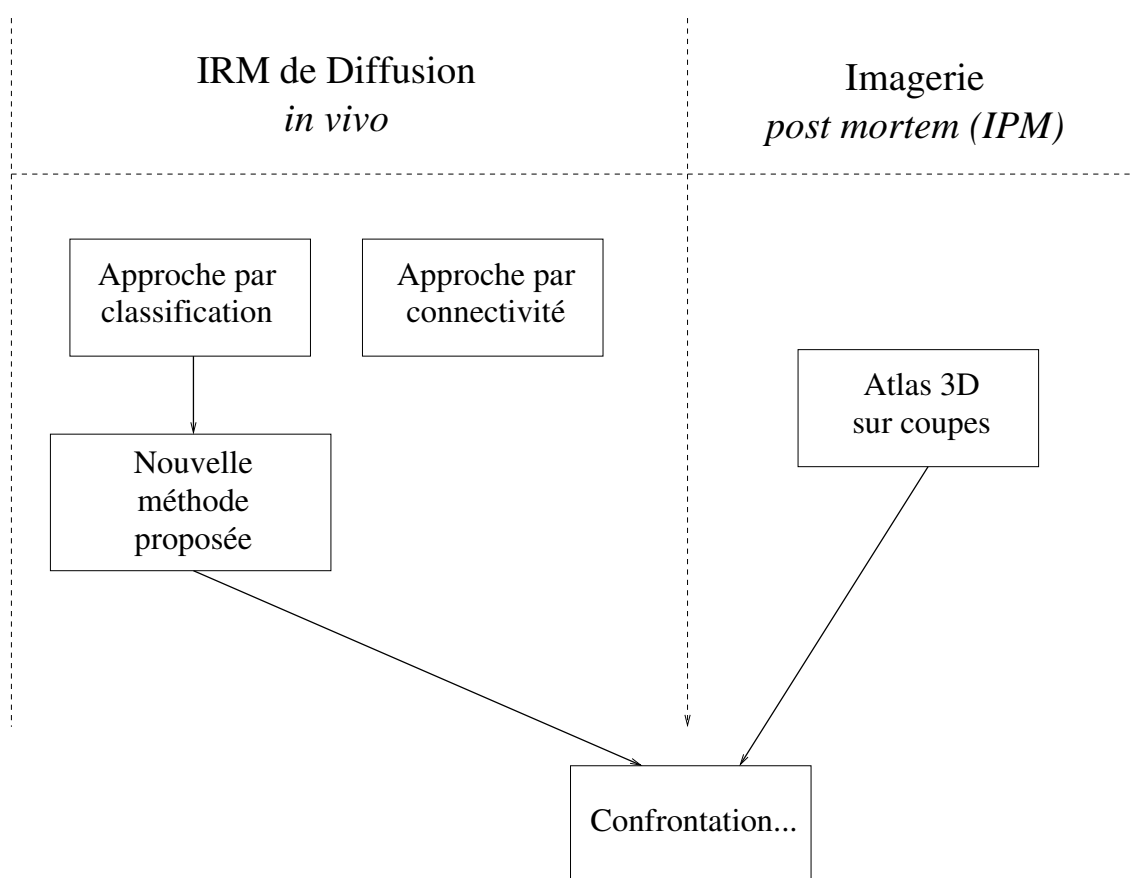 IRM de Diffusion
in vivo
Imagerie
post mortem (IPM)
Approche par
classification
Approche par
connectivité
Atlas 3D
sur coupes
Nouvelle
méthode
proposée
Confrontation...